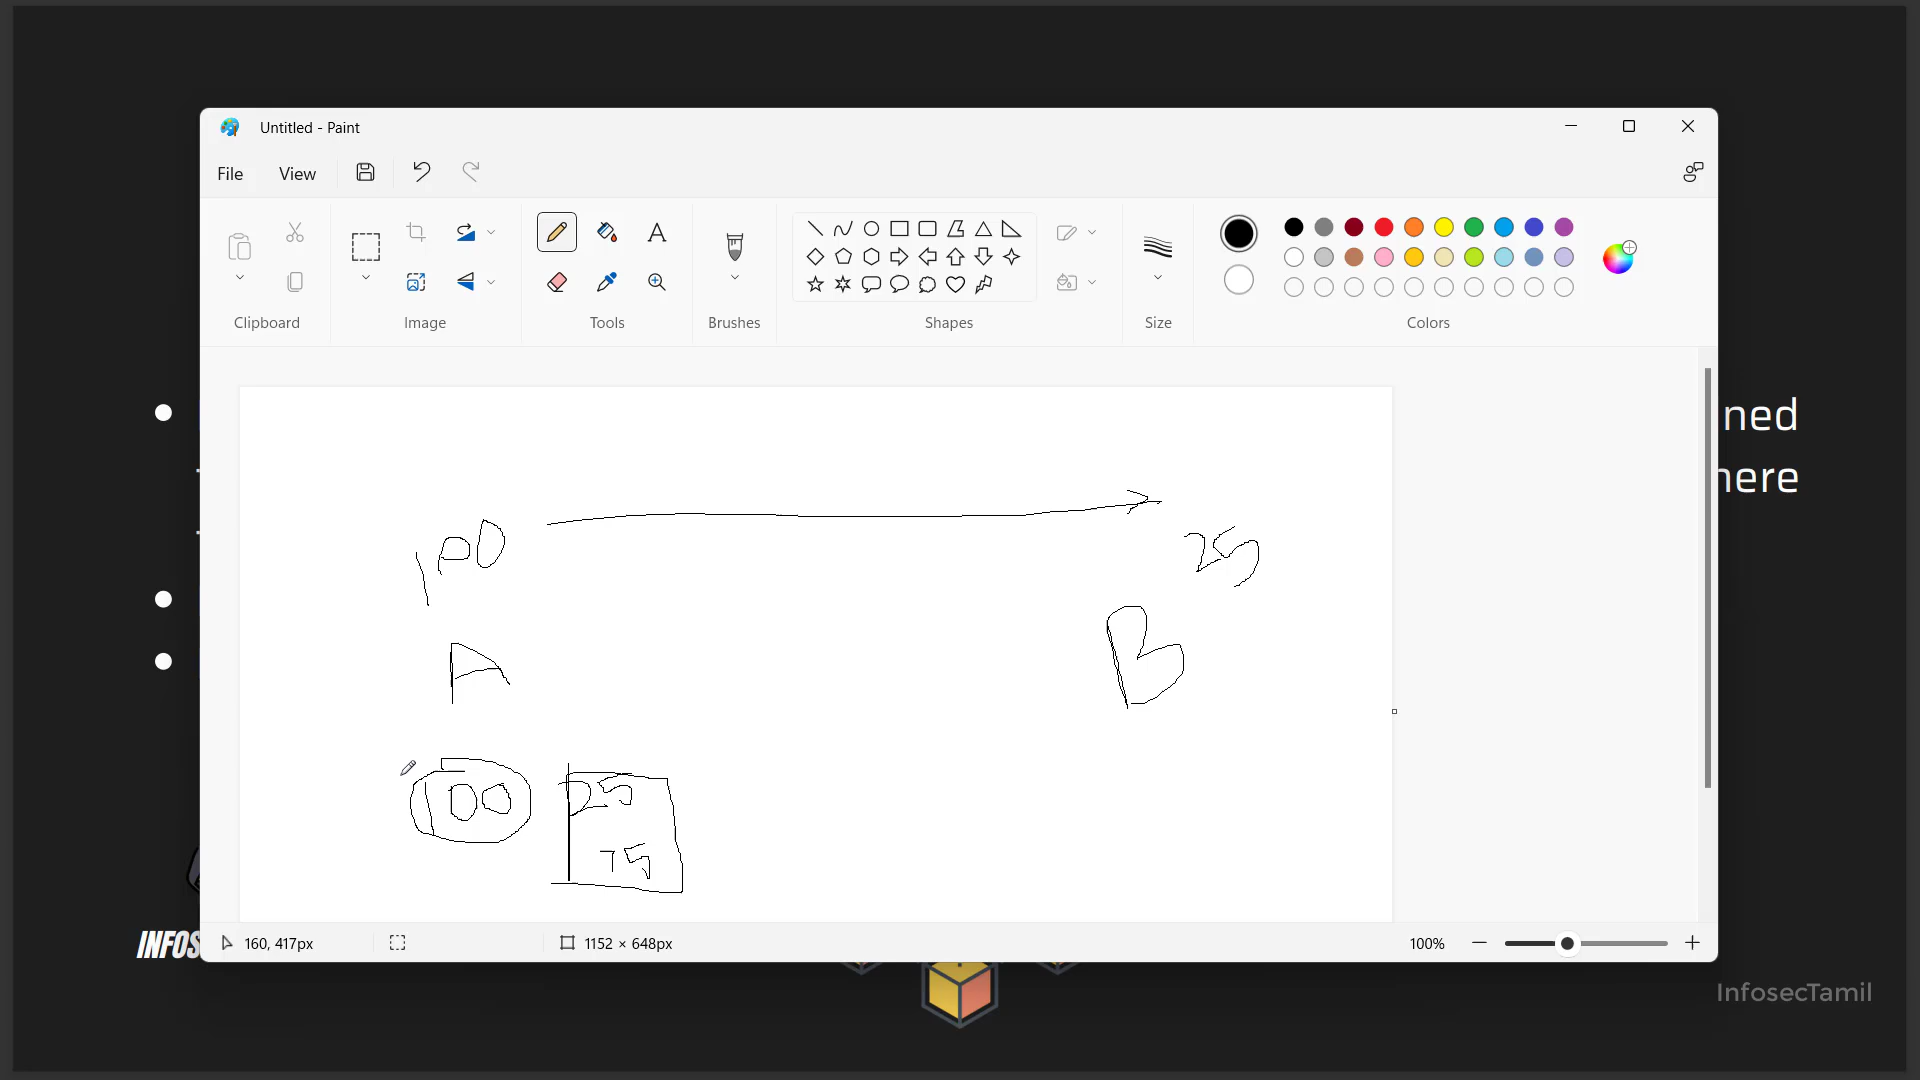 Untitled - Paint
File View
Clipboard Image Tools Brushes Shapes Size Colors
ned
here
100
25
A
B
100
25
75
INFOS
160, 417px 1152 × 648px 100%
InfosecTamil